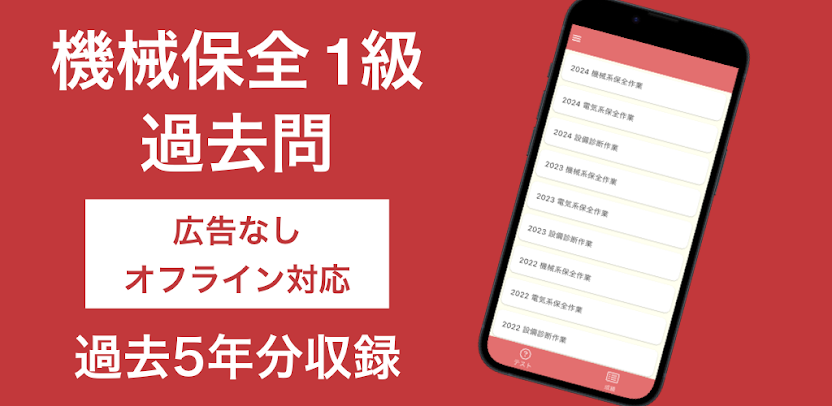 機械保全 1級
過去問
広告なし
オフライン対応
過去5年分収録
2024 機械系保全作業
2024 電気系保全作業
2024 設備診断作業
2023 機械系保全作業
2023 電気系保全作業
2023 設備診断作業
2022 機械系保全作業
2022 電気系保全作業
2022 設備診断作業
テスト
成績